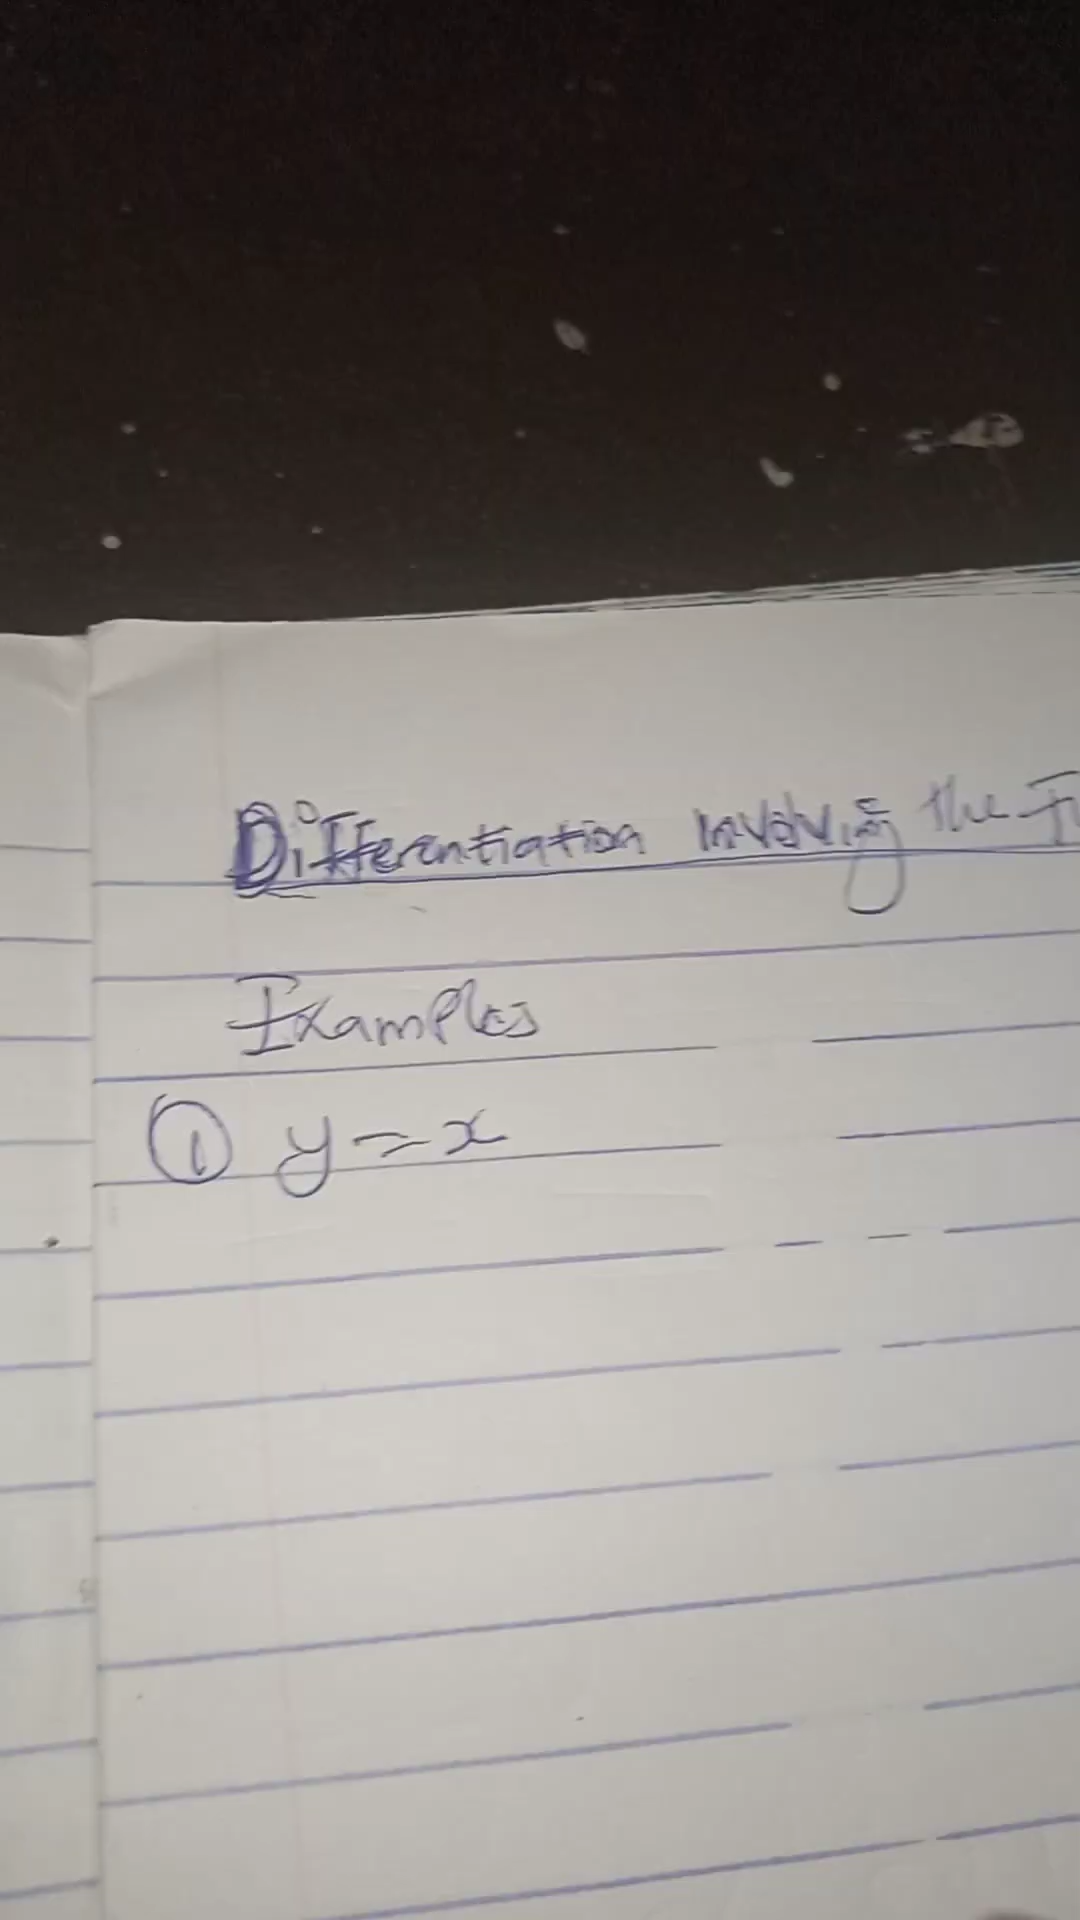 Differentiation involving the
Examples
① y = x